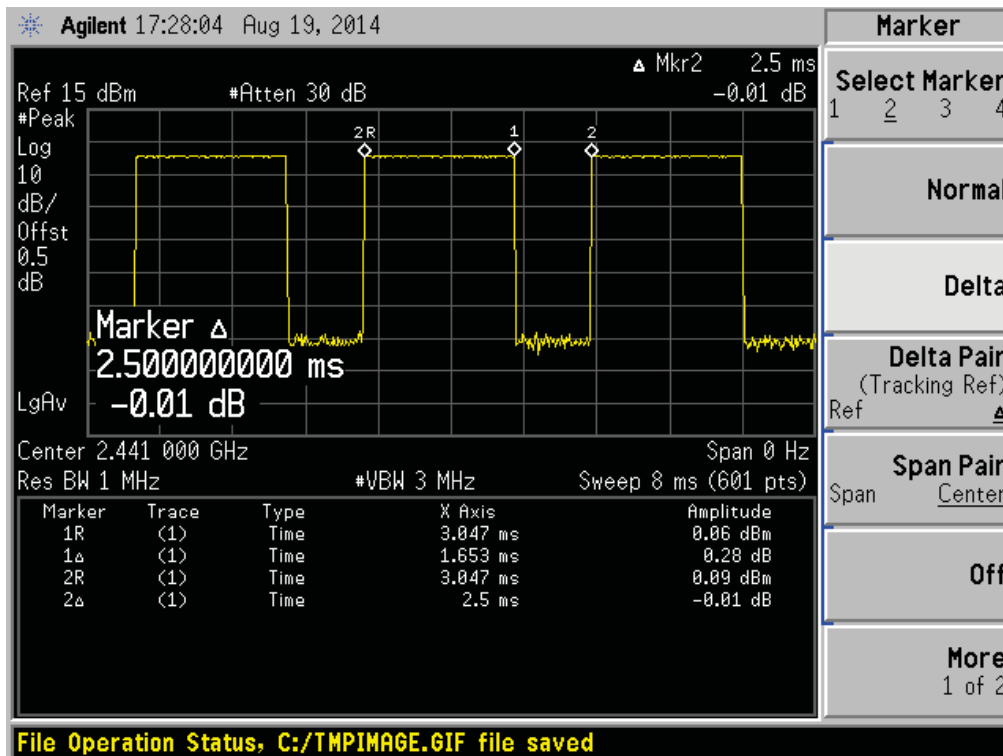 Agilent 17:28:04 Aug 19, 2014
Δ Mkr2 2.5 ms
Ref 15 dBm #Atten 30 dB -0.01 dB
#Peak
Log
10
dB/
Offst
0.5
dB
2R 1 2
Marker Δ
2.500000000 ms
-0.01 dB
LgAv
Center 2.441 000 GHz Span 0 Hz
Res BW 1 MHz #VBW 3 MHz Sweep 8 ms (601 pts)
Marker Trace Type X Axis Amplitude
1R (1) Time 3.047 ms 0.06 dBm
1Δ (1) Time 1.653 ms 0.28 dB
2R (1) Time 3.047 ms 0.09 dBm
2Δ (1) Time 2.5 ms -0.01 dB
File Operation Status, C:/TMPIMAGE.GIF file saved
Marker
Select Marker
1 2 3 4
Normal
Delta
Delta Pair
(Tracking Ref)
Ref Δ
Span Pair
Span Center
Off
More
1 of 2